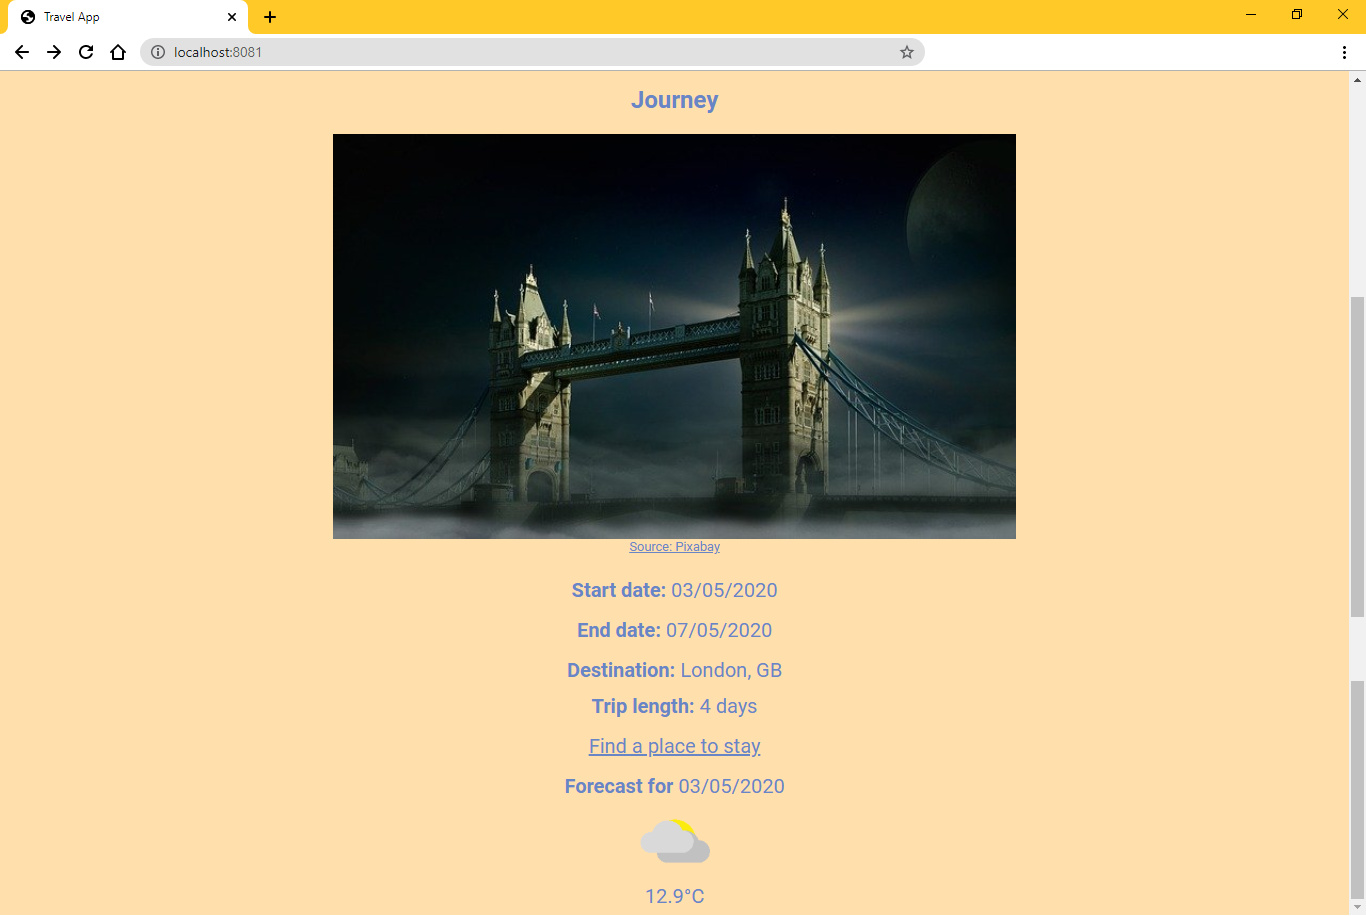 Travel App
localhost:8081
Journey
Source: Pixabay
Start date: 03/05/2020
End date: 07/05/2020
Destination: London, GB
Trip length: 4 days
Find a place to stay
Forecast for 03/05/2020
12.9°C